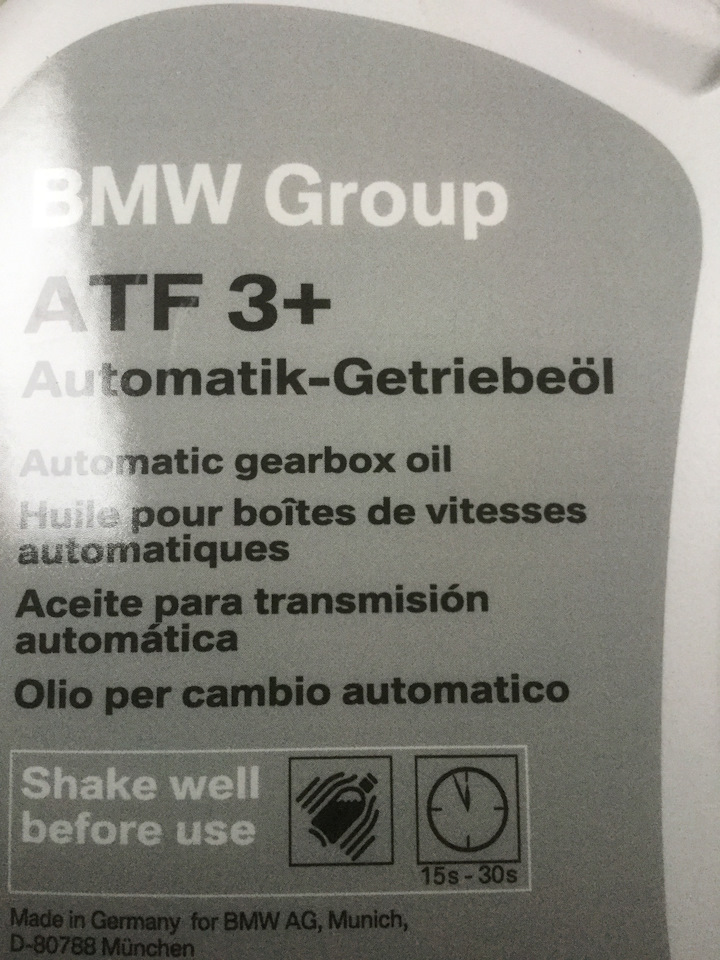 BMW Group
ATF 3+
Automatik-Getriebeöl
Automatic gearbox oil
Huile pour boîtes de vitesses
automatiques
Aceite para transmisión
automática
Olio per cambio automatico
Shake well
before use
15s - 30s
Made in Germany for BMW AG, Munich,
D-80788 München